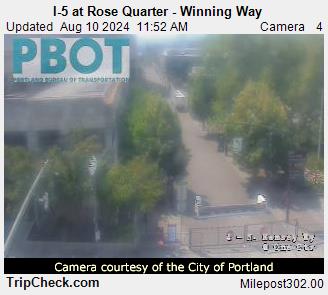 I-5 at Rose Quarter - Winning Way
Updated Aug 10 2024 11:52 AM Camera 4
PBOT
PORTLAND BUREAU OF TRANSPORTATION
Camera courtesy of the City of Portland
TripCheck.com Milepost302.00